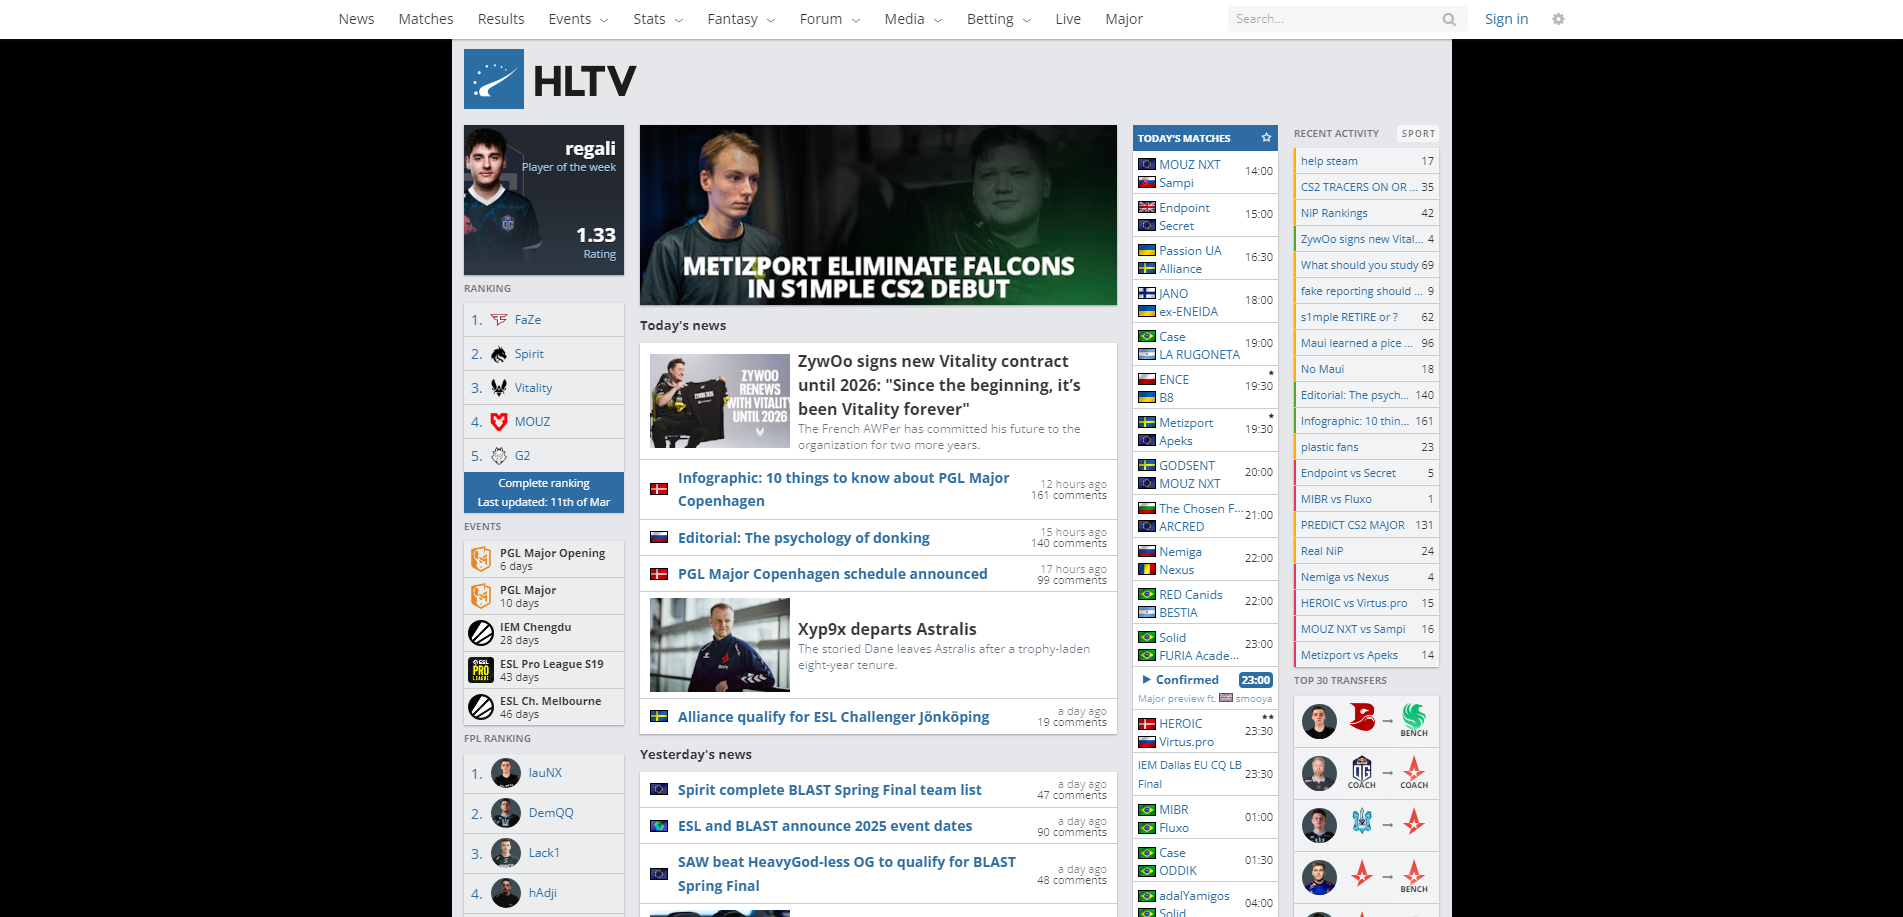 News Matches Results Events Stats Fantasy Forum Media Betting Live Major Search... Sign in
HLTV
regali
Player of the week
1.33
Rating
RANKING
1. FaZe
2. Spirit
3. Vitality
4. MOUZ
5. G2
Complete ranking
Last updated: 11th of Mar
EVENTS
PGL Major Opening
6 days
PGL Major
10 days
IEM Chengdu
28 days
ESL Pro League S19
43 days
ESL Ch. Melbourne
46 days
FPL RANKING
1. lauNX
2. DemQQ
3. Lack1
4. hAdji
METIZPORT ELIMINATE FALCONS
IN S1MPLE CS2 DEBUT
Today's news
ZYWOO
RENEWS
WITH VITALITY
UNTIL 2026
ZywOo signs new Vitality contract
until 2026: "Since the beginning, it's
been Vitality forever"
The French AWPer has committed his future to the
organization for two more years.
Infographic: 10 things to know about PGL Major
Copenhagen
12 hours ago
161 comments
Editorial: The psychology of donking
15 hours ago
140 comments
PGL Major Copenhagen schedule announced
17 hours ago
99 comments
Xyp9x departs Astralis
The storied Dane leaves Astralis after a trophy-laden
eight-year tenure.
Alliance qualify for ESL Challenger Jönköping
a day ago
19 comments
Yesterday's news
Spirit complete BLAST Spring Final team list
a day ago
47 comments
ESL and BLAST announce 2025 event dates
a day ago
90 comments
SAW beat HeavyGod-less OG to qualify for BLAST
Spring Final
a day ago
48 comments
TODAY'S MATCHES
MOUZ NXT
Sampi
14:00
Endpoint
Secret
15:00
Passion UA
Alliance
16:30
JANO
ex-ENEIDA
18:00
Case
LA RUGONETA
19:00
ENCE
B8
19:30
Metizport
Apeks
19:30
GODSENT
MOUZ NXT
20:00
The Chosen F...
ARCRED
21:00
Nemiga
Nexus
22:00
RED Canids
BESTIA
22:00
Solid
FURIA Acade...
23:00
Confirmed 23:00
Major preview ft. smooya
HEROIC
Virtus.pro
23:30
IEM Dallas EU CQ LB
Final
23:30
MIBR
Fluxo
01:00
Case
ODDIK
01:30
adalYamigos
Solid
04:00
RECENT ACTIVITY SPORT
help steam 17
CS2 TRACERS ON OR ... 35
NiP Rankings 42
ZywOo signs new Vital... 4
What should you study 69
fake reporting should ... 9
s1mple RETIRE or ? 62
Maui learned a pice ... 96
No Maui 18
Editorial: The psych... 140
Infographic: 10 thin... 161
plastic fans 23
Endpoint vs Secret 5
MIBR vs Fluxo 1
PREDICT CS2 MAJOR 131
Real NiP 24
Nemiga vs Nexus 4
HEROIC vs Virtus.pro 15
MOUZ NXT vs Sampi 16
Metizport vs Apeks 14
TOP 30 TRANSFERS
BENCH
OG
COACH COACH
BENCH